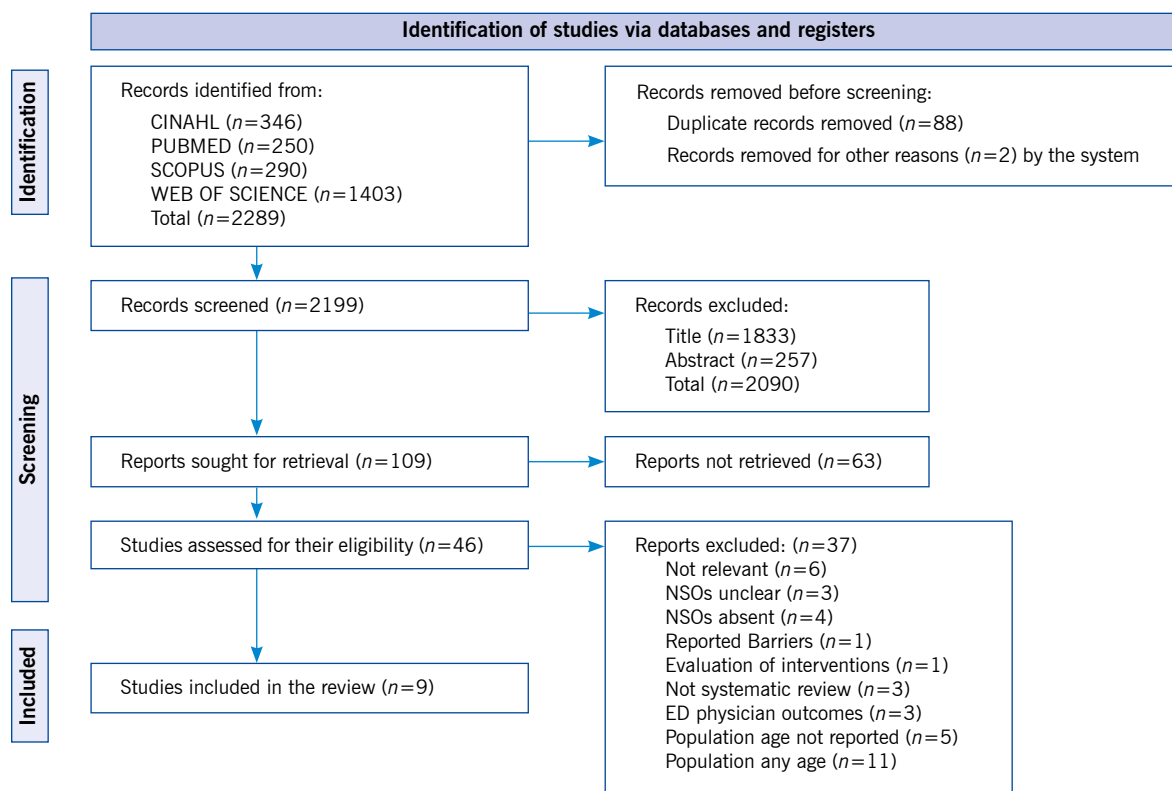 Identification of studies via databases and registers
Identification
Records identified from:
CINAHL (n=346)
PUBMED (n=250)
SCOPUS (n=290)
WEB OF SCIENCE (n=1403)
Total (n=2289)
Records removed before screening:
Duplicate records removed (n=88)
Records removed for other reasons (n=2) by the system
Screening
Records screened (n=2199)
Records excluded:
Title (n=1833)
Abstract (n=257)
Total (n=2090)
Reports sought for retrieval (n=109)
Reports not retrieved (n=63)
Studies assessed for their eligibility (n=46)
Reports excluded: (n=37)
Not relevant (n=6)
NSOs unclear (n=3)
NSOs absent (n=4)
Reported Barriers (n=1)
Evaluation of interventions (n=1)
Not systematic review (n=3)
ED physician outcomes (n=3)
Population age not reported (n=5)
Population any age (n=11)
Included
Studies included in the review (n=9)